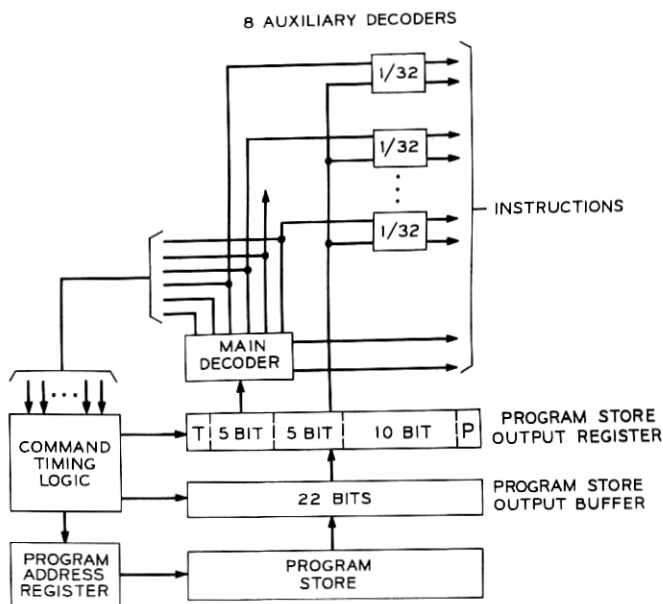 8 AUXILIARY DECODERS
1/32
1/32
1/32
INSTRUCTIONS
MAIN
DECODER
T 5 BIT 5 BIT 10 BIT P
PROGRAM STORE
OUTPUT REGISTER
COMMAND
TIMING
LOGIC
22 BITS
PROGRAM STORE
OUTPUT BUFFER
PROGRAM
ADDRESS
REGISTER
PROGRAM
STORE